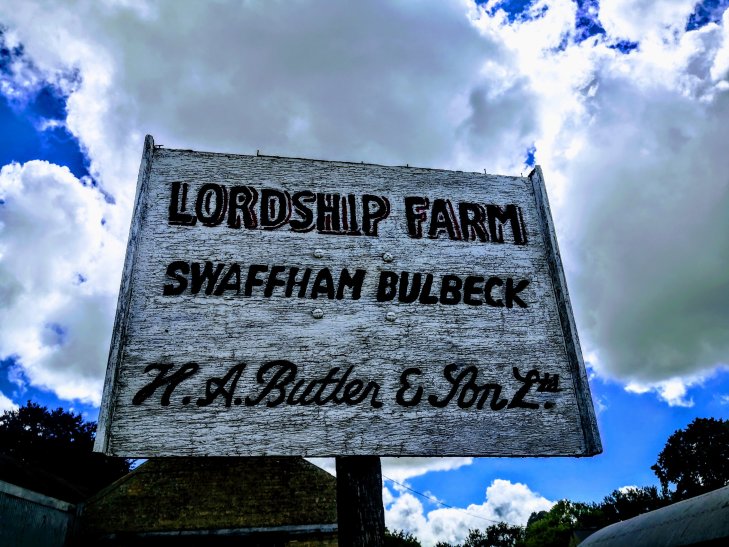 LORDSHIP FARM
SWAFFHAM BULBECK
H. A. Butler & Son Ltd.